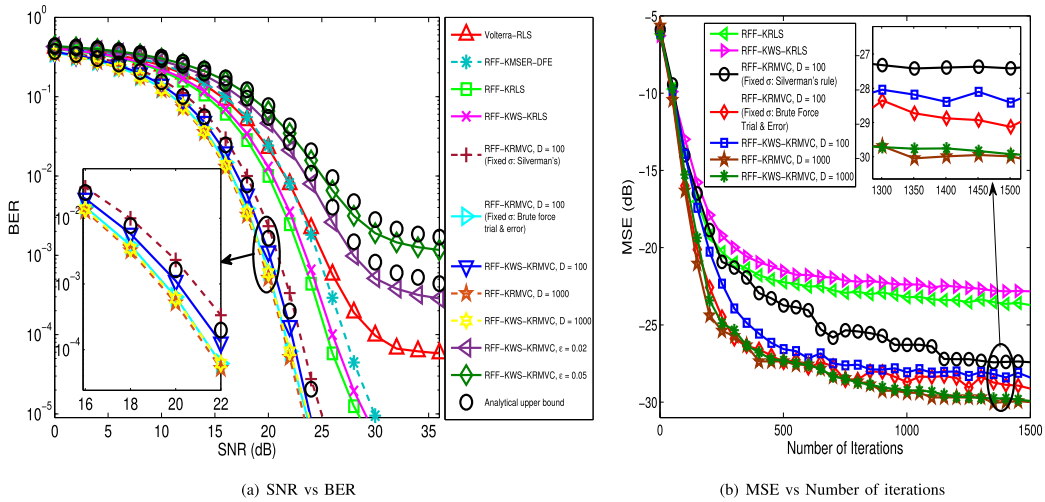 10^0
10^-1
10^-2
10^-3
10^-4
10^-5
BER
0 5 10 15 20 25 30 35
SNR (dB)
10^-2
10^-3
10^-4
16 18 20 22
Volterra-RLS
RFF-KMSER-DFE
RFF-KRLS
RFF-KWS-KRLS
RFF-KRMVC, D = 100
(Fixed σ: Silverman's)
RFF-KRMVC, D = 100
(Fixed σ: Brute force
trial & error)
RFF-KWS-KRMVC, D = 100
RFF-KRMVC, D = 1000
RFF-KWS-KRMVC, D = 1000
RFF-KWS-KRMVC, ε = 0.02
RFF-KWS-KRMVC, ε = 0.05
Analytical upper bound
(a) SNR vs BER
-5
-10
-15
-20
-25
-30
MSE (dB)
0 500 1000 1500
Number of Iterations
RFF-KRLS
RFF-KWS-KRLS
RFF-KRMVC, D = 100
(Fixed σ: Silverman's rule)
RFF-KRMVC, D = 100
(Fixed σ: Brute Force
Trial & Error)
RFF-KWS-KRMVC, D = 100
RFF-KRMVC, D = 1000
RFF-KWS-KRMVC, D = 1000
-27
-28
-29
-30
1300 1350 1400 1450 1500
(b) MSE vs Number of iterations